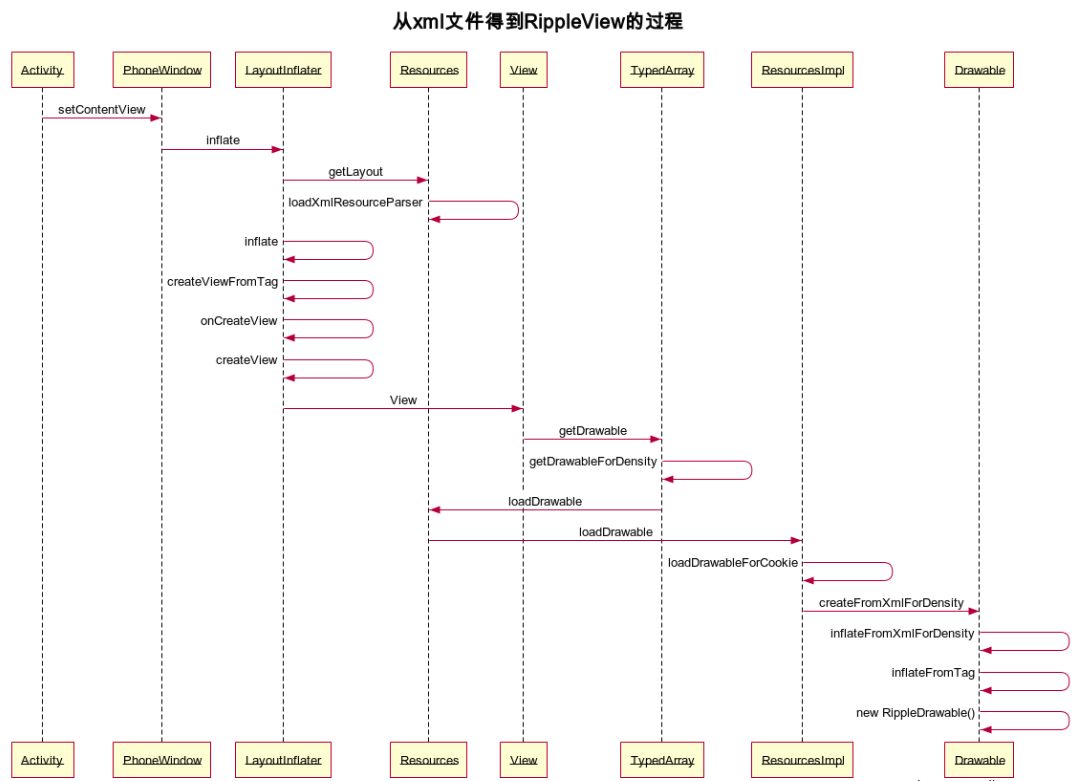 从xml文件得到RippleView的过程
Activity PhoneWindow LayoutInflater Resources View TypedArray ResourcesImpl Drawable
setContentView
inflate
getLayout
loadXmlResourceParser
inflate
createViewFromTag
onCreateView
createView
View
getDrawable
getDrawableForDensity
loadDrawable
loadDrawable
loadDrawableForCookie
createFromXmlForDensity
inflateFromXmlForDensity
inflateFromTag
new RippleDrawable()
Activity PhoneWindow LayoutInflater Resources View TypedArray ResourcesImpl Drawable